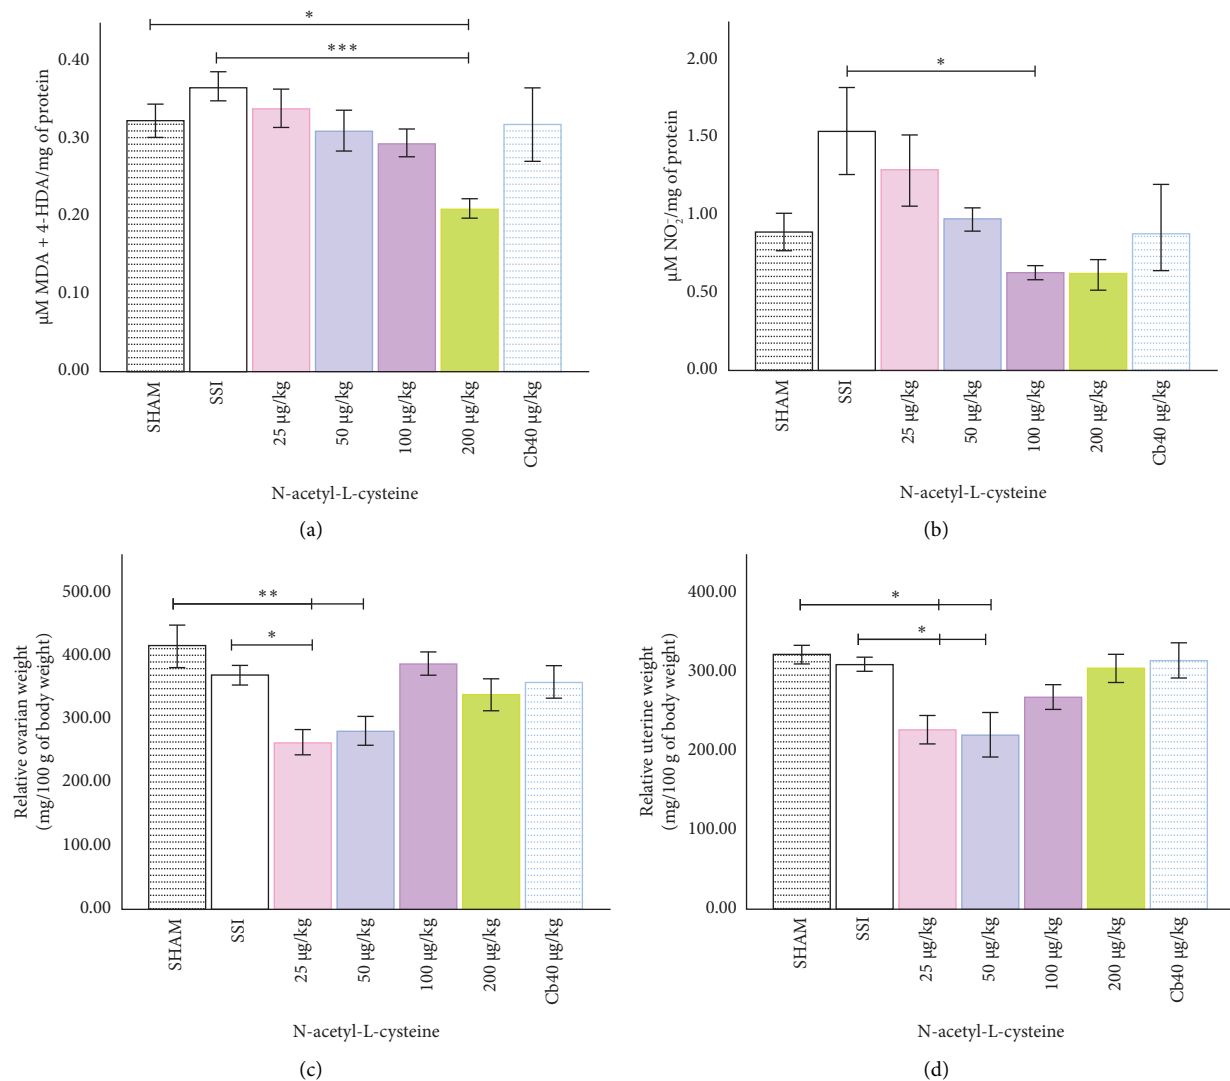 *
***
0.40
0.30
0.20
0.10
0.00
µM MDA + 4-HDA/mg of protein
SHAM
SSI
25 µg/kg
50 µg/kg
100 µg/kg
200 µg/kg
Cb40 µg/kg
N-acetyl-L-cysteine
(a)
*
2.00
1.50
1.00
0.50
0.00
µM NO₂⁻/mg of protein
SHAM
SSI
25 µg/kg
50 µg/kg
100 µg/kg
200 µg/kg
Cb40 µg/kg
N-acetyl-L-cysteine
(b)
**
*
500.00
400.00
300.00
200.00
100.00
0.00
Relative ovarian weight
(mg/100 g of body weight)
SHAM
SSI
25 µg/kg
50 µg/kg
100 µg/kg
200 µg/kg
Cb40 µg/kg
N-acetyl-L-cysteine
(c)
*
*
400.00
300.00
200.00
100.00
0.00
Relative uterine weight
(mg/100 g of body weight)
SHAM
SSI
25 µg/kg
50 µg/kg
100 µg/kg
200 µg/kg
Cb40 µg/kg
N-acetyl-L-cysteine
(d)